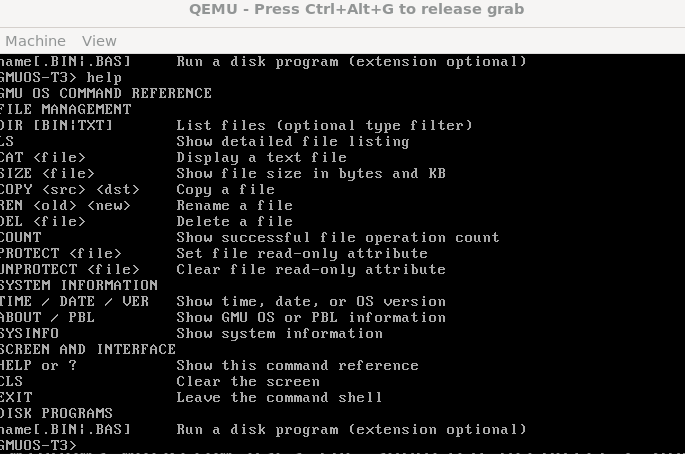 QEMU - Press Ctrl+Alt+G to release grab
Machine View
name[.BIN¦.BAS] Run a disk program (extension optional)
GMUOS-T3> help
GMU OS COMMAND REFERENCE
FILE MANAGEMENT
DIR [BIN¦TXT] List files (optional type filter)
LS Show detailed file listing
CAT <file> Display a text file
SIZE <file> Show file size in bytes and KB
COPY <src> <dst> Copy a file
REN <old> <new> Rename a file
DEL <file> Delete a file
COUNT Show successful file operation count
PROTECT <file> Set file read-only attribute
UNPROTECT <file> Clear file read-only attribute
SYSTEM INFORMATION
TIME / DATE / VER Show time, date, or OS version
ABOUT / PBL Show GMU OS or PBL information
SYSINFO Show system information
SCREEN AND INTERFACE
HELP or ? Show this command reference
CLS Clear the screen
EXIT Leave the command shell
DISK PROGRAMS
name[.BIN¦.BAS] Run a disk program (extension optional)
GMUOS-T3>